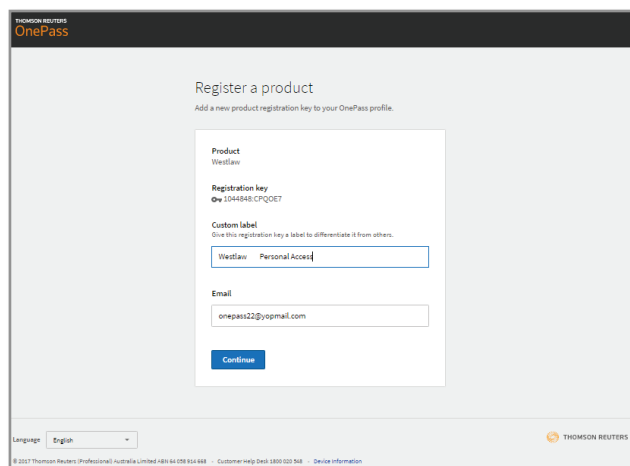 THOMSON REUTERS
OnePass
Register a product
Add a new product registration key to your OnePass profile.
Product
Westlaw
Registration key
1044848:CPQOE7
Custom label
Give this registration key a label to differentiate it from others.
Westlaw Personal Access
Email
onepass22@yopmail.com
Continue
Language English
THOMSON REUTERS
© 2017 Thomson Reuters (Professional) Australia Limited ABN 64 058 914 668 - Customer Help Desk 1800 020 548 - Device Information